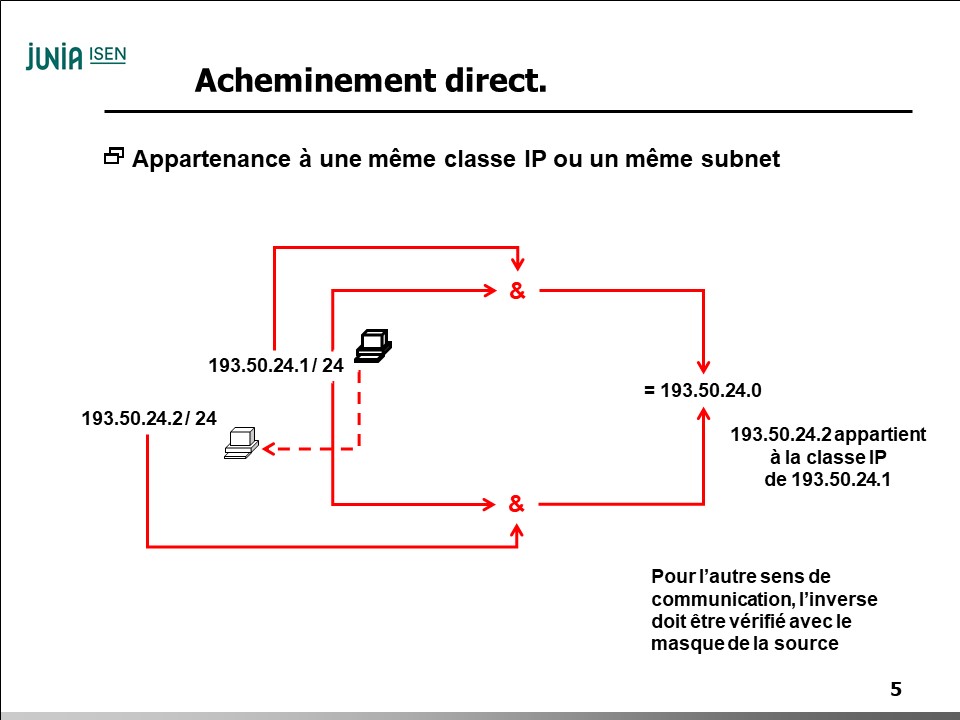 JUNIA ISEN
Acheminement direct.
Appartenance à une même classe IP ou un même subnet
&
193.50.24.1 / 24
= 193.50.24.0
193.50.24.2 / 24
193.50.24.2 appartient
à la classe IP
de 193.50.24.1
&
Pour l’autre sens de
communication, l’inverse
doit être vérifié avec le
masque de la source
5